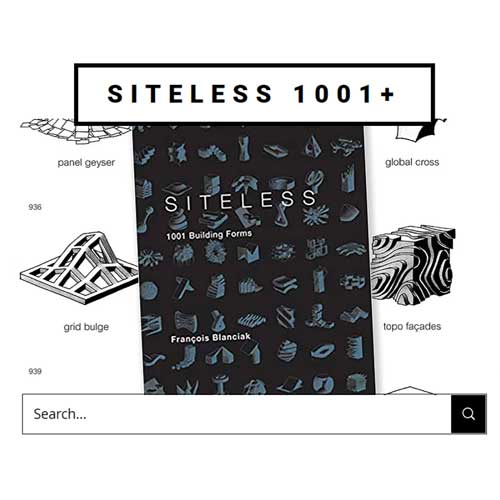 SITELESS 1001+
panel geyser
global cross
SITELESS
936
1001 Building Forms
grid bulge
topo façades
François Blanciak
939
Search...